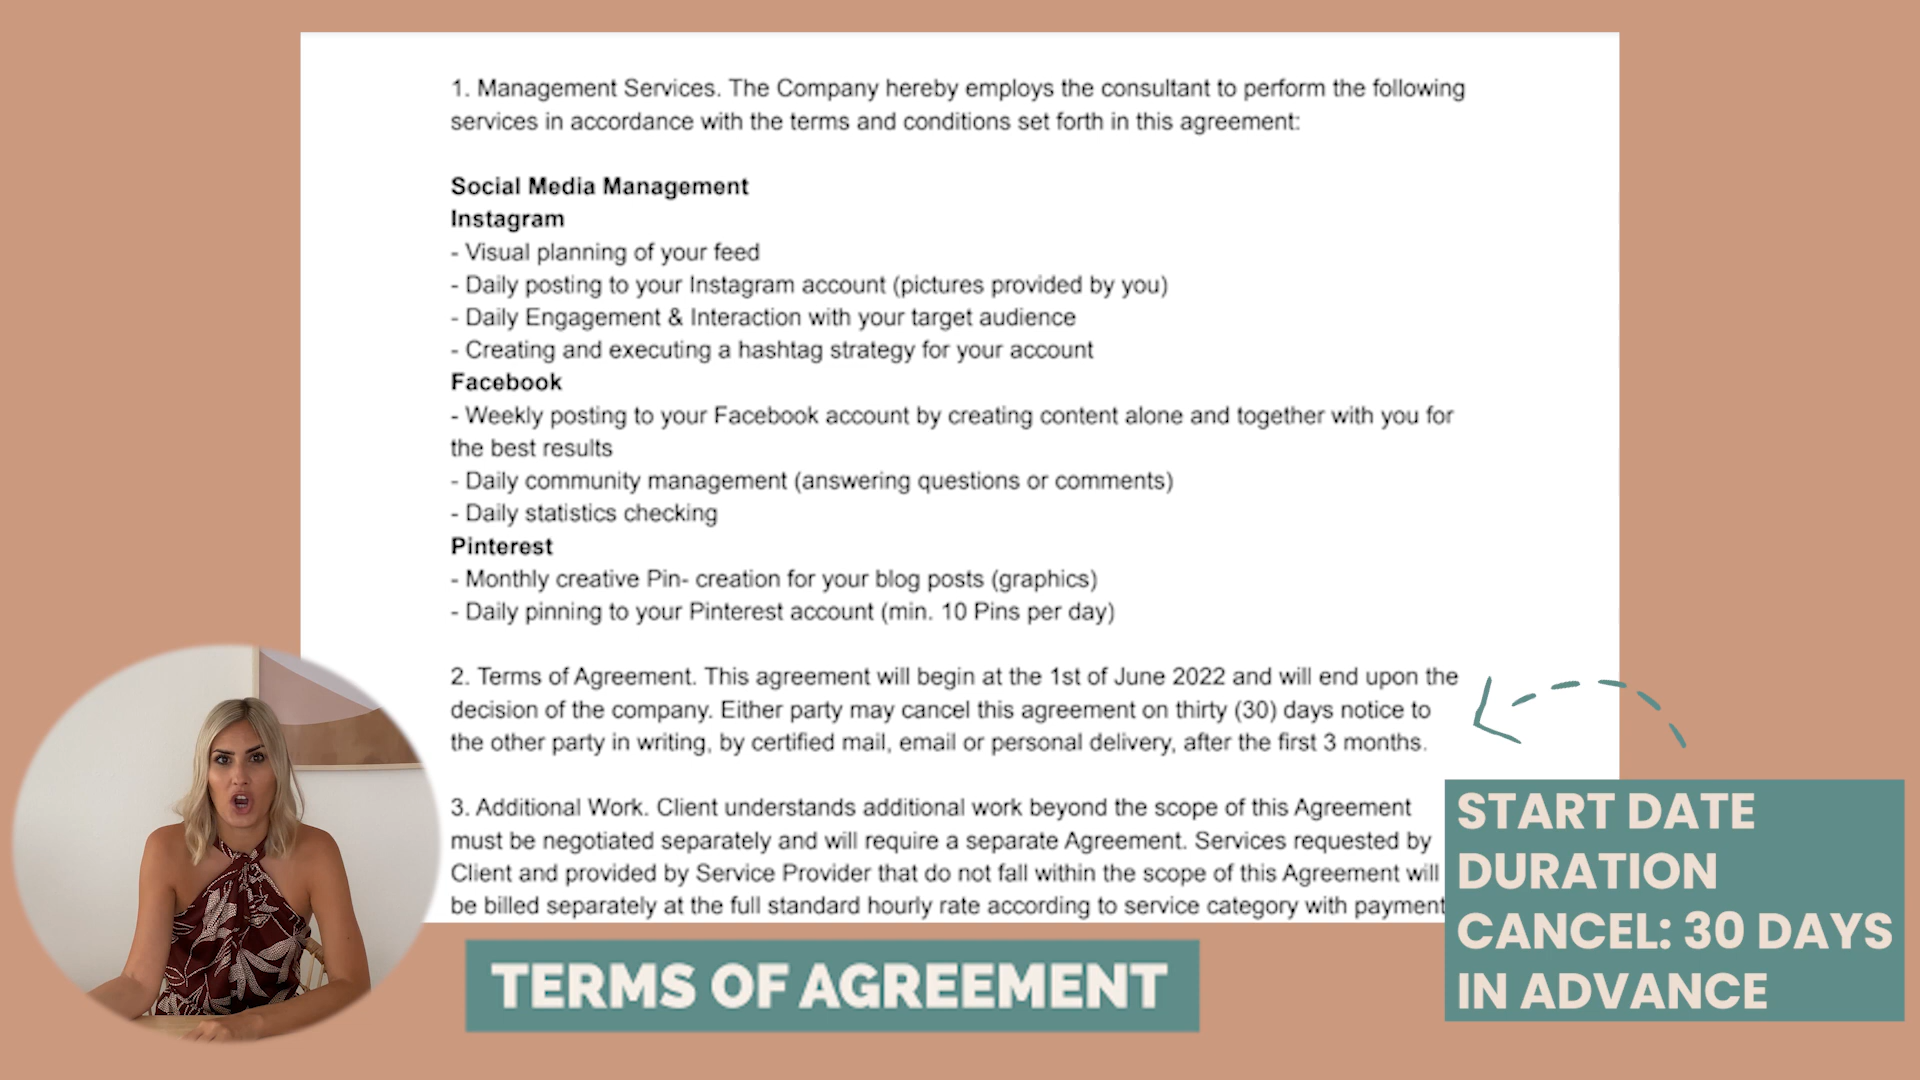 1. Management Services. The Company hereby employs the consultant to perform the following
services in accordance with the terms and conditions set forth in this agreement:
Social Media Management
Instagram
- Visual planning of your feed
- Daily posting to your Instagram account (pictures provided by you)
- Daily Engagement & Interaction with your target audience
- Creating and executing a hashtag strategy for your account
Facebook
- Weekly posting to your Facebook account by creating content alone and together with you for
the best results
- Daily community management (answering questions or comments)
- Daily statistics checking
Pinterest
- Monthly creative Pin- creation for your blog posts (graphics)
- Daily pinning to your Pinterest account (min. 10 Pins per day)
2. Terms of Agreement. This agreement will begin at the 1st of June 2022 and will end upon the
decision of the company. Either party may cancel this agreement on thirty (30) days notice to
the other party in writing, by certified mail, email or personal delivery, after the first 3 months.
3. Additional Work. Client understands additional work beyond the scope of this Agreement
must be negotiated separately and will require a separate Agreement. Services requested by
Client and provided by Service Provider that do not fall within the scope of this Agreement will
be billed separately at the full standard hourly rate according to service category with payment
START DATE
DURATION
CANCEL: 30 DAYS
IN ADVANCE
TERMS OF AGREEMENT